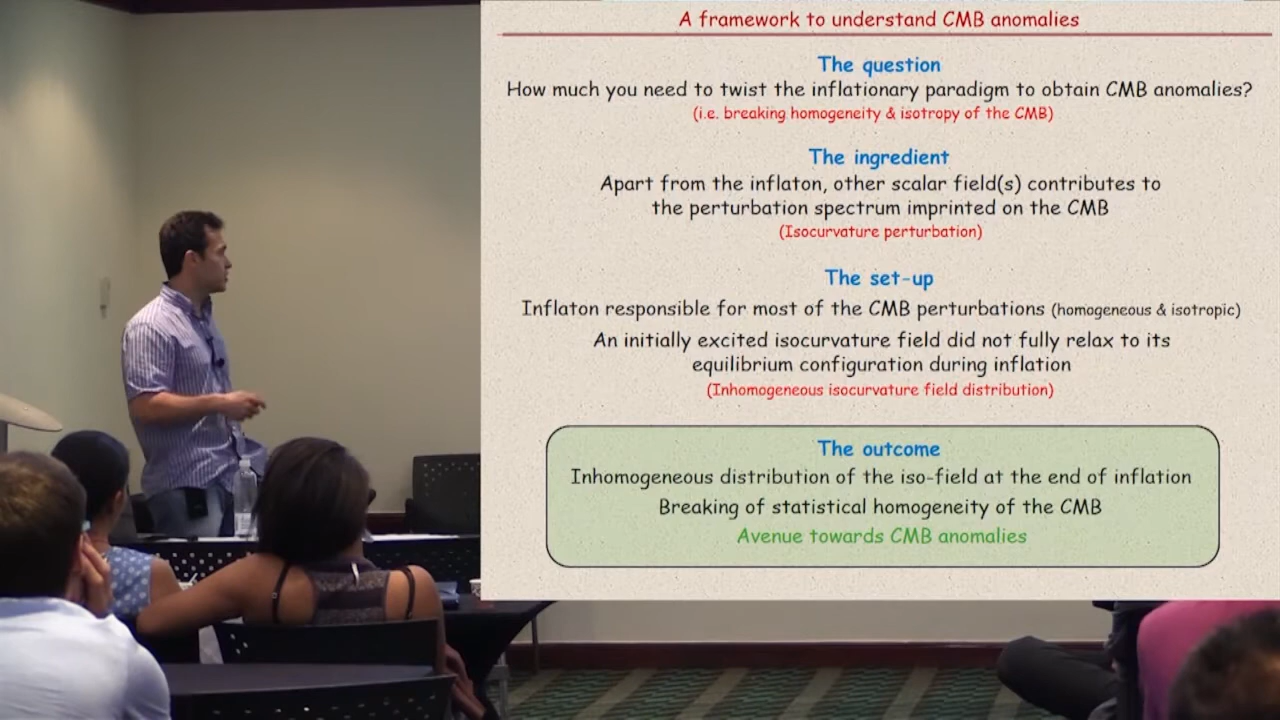 A framework to understand CMB anomalies
The question
How much you need to twist the inflationary paradigm to obtain CMB anomalies?
(i.e. breaking homogeneity & isotropy of the CMB)
The ingredient
Apart from the inflaton, other scalar field(s) contributes to
the perturbation spectrum imprinted on the CMB
(Isocurvature perturbation)
The set-up
Inflaton responsible for most of the CMB perturbations (homogeneous & isotropic)
An initially excited isocurvature field did not fully relax to its
equilibrium configuration during inflation
(Inhomogeneous isocurvature field distribution)
The outcome
Inhomogeneous distribution of the iso-field at the end of inflation
Breaking of statistical homogeneity of the CMB
Avenue towards CMB anomalies